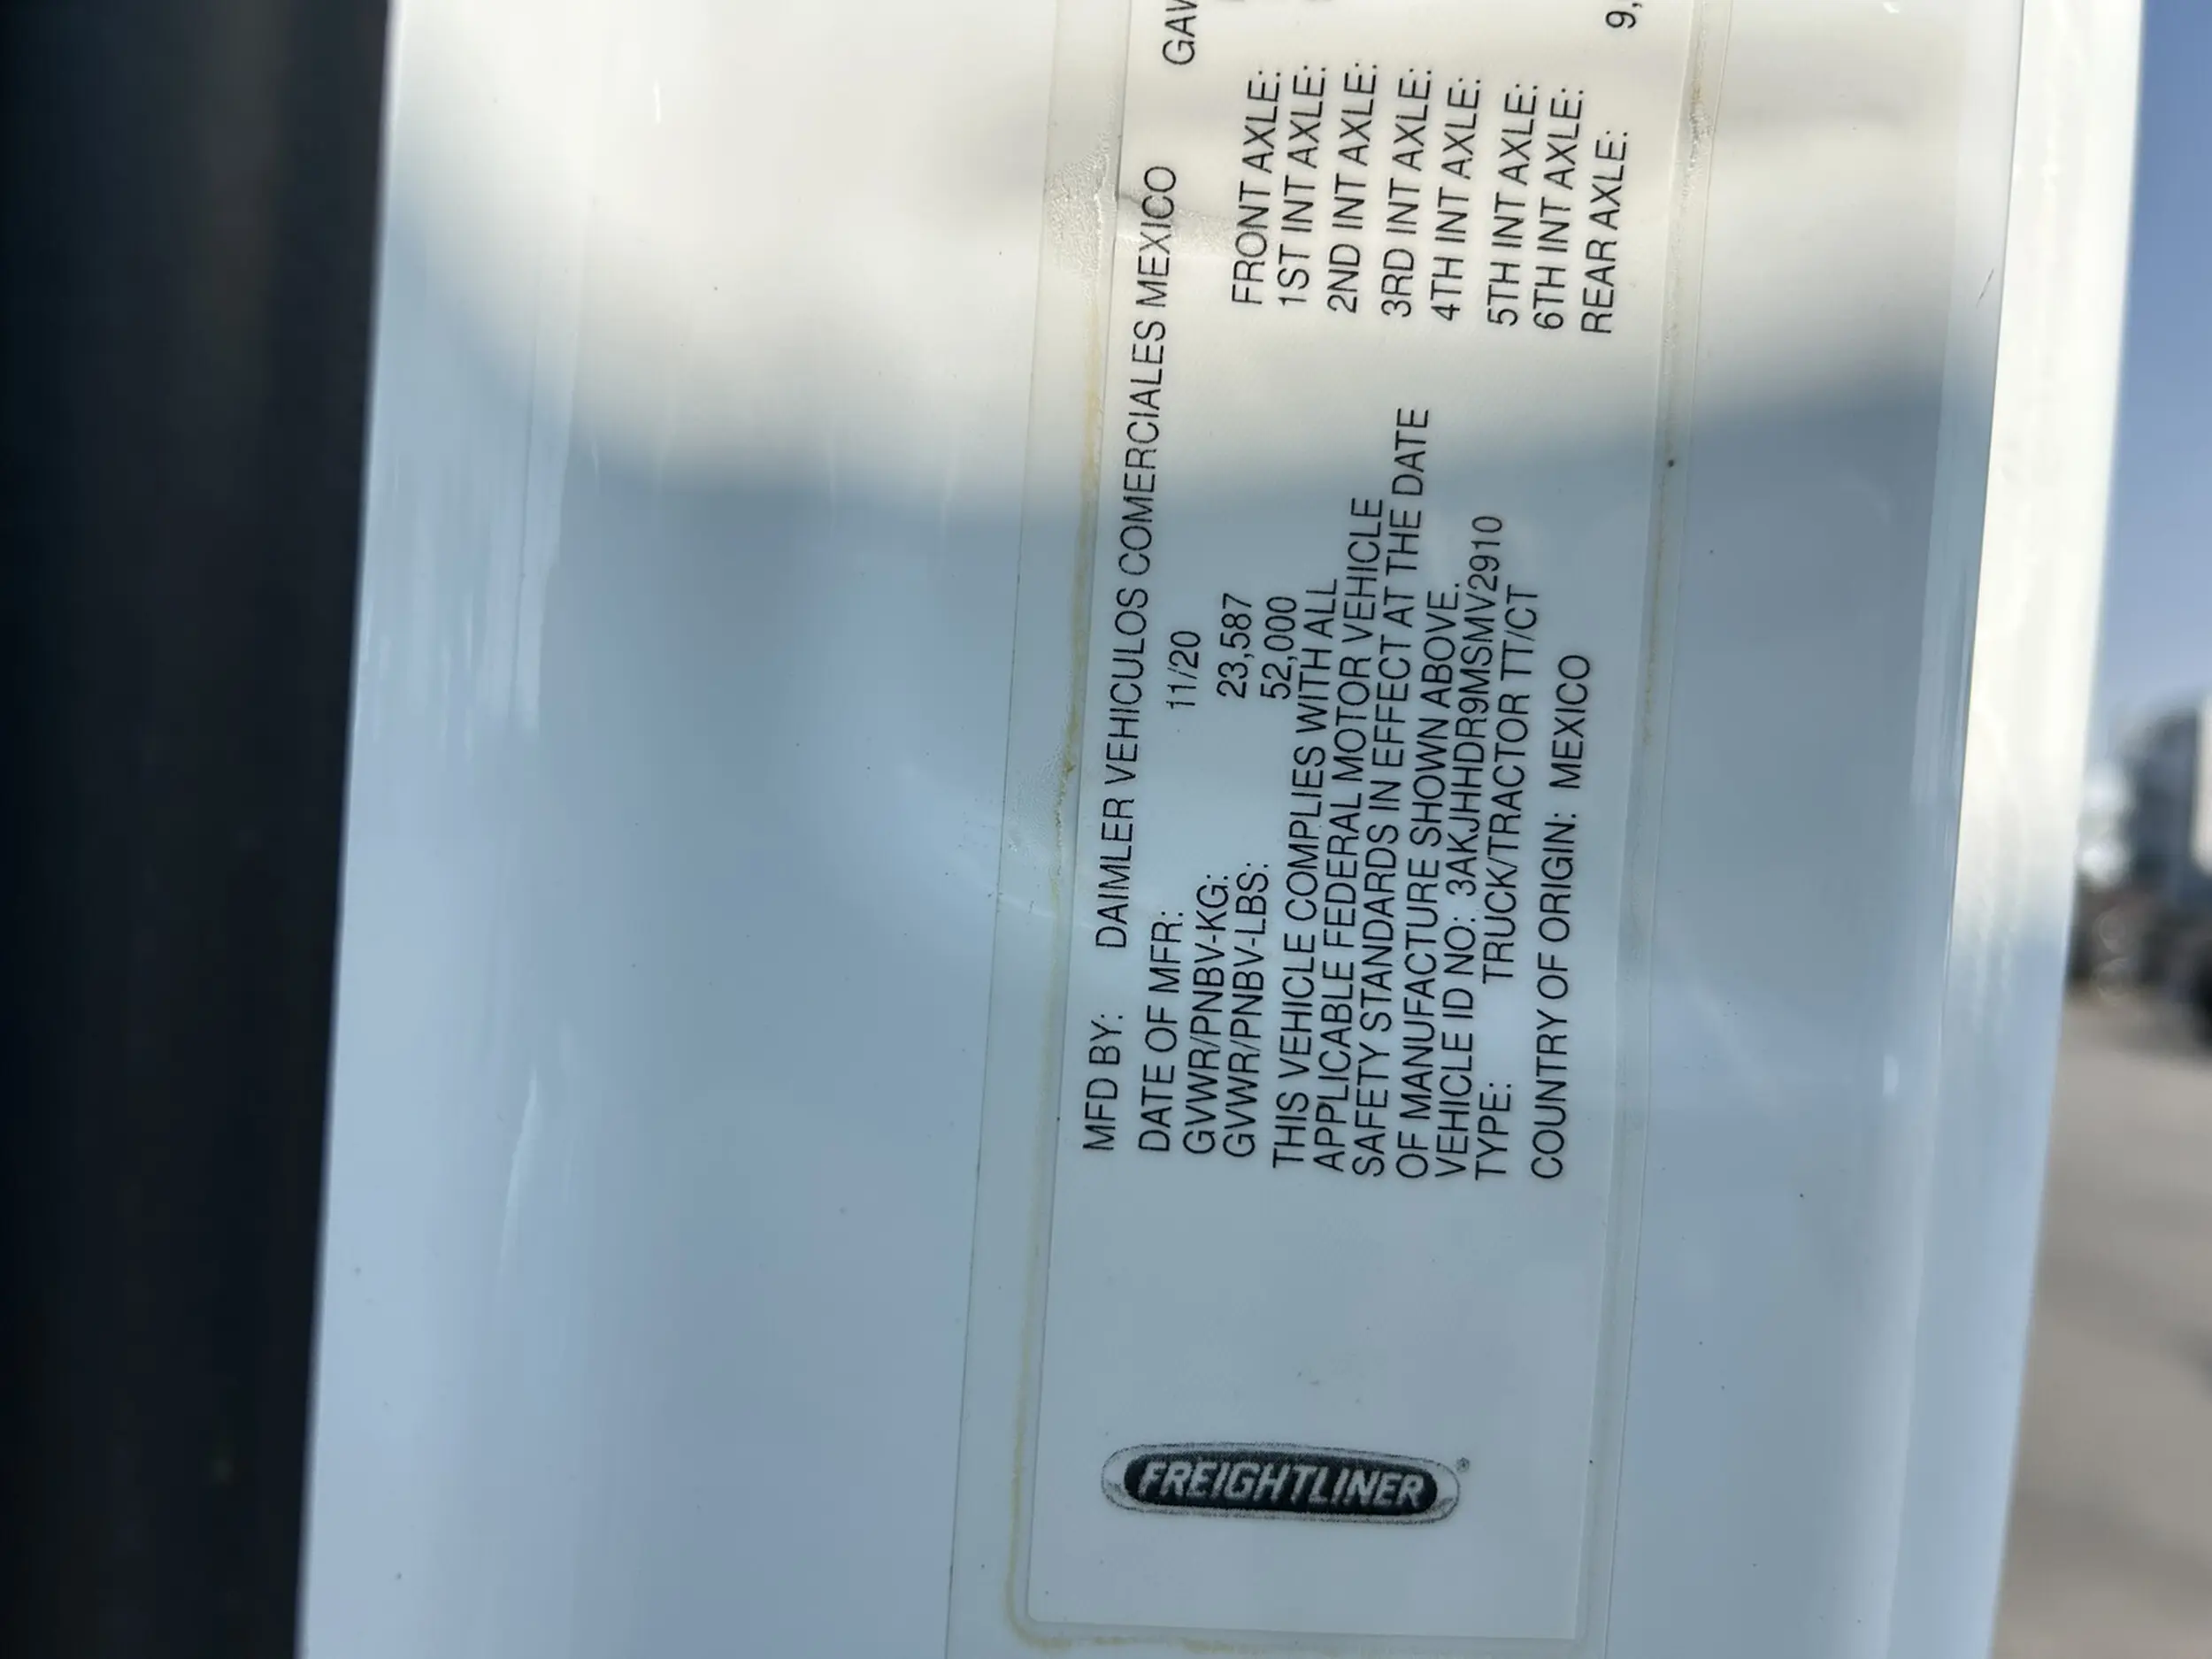 FREIGHTLINER®
MFD BY: DAIMLER VEHICULOS COMERCIALES MEXICO
DATE OF MFR: 11/20
GVWR/PNBV-KG: 23,587
GVWR/PNBV-LBS: 52,000
THIS VEHICLE COMPLIES WITH ALL
APPLICABLE FEDERAL MOTOR VEHICLE
SAFETY STANDARDS IN EFFECT AT THE DATE
OF MANUFACTURE SHOWN ABOVE.
VEHICLE ID NO: 3AKJHHDR9MSMV2910
TYPE: TRUCK/TRACTOR TT/CT
COUNTRY OF ORIGIN: MEXICO
FRONT AXLE:
1ST INT AXLE:
2ND INT AXLE:
3RD INT AXLE:
4TH INT AXLE:
5TH INT AXLE:
6TH INT AXLE:
REAR AXLE: 9,